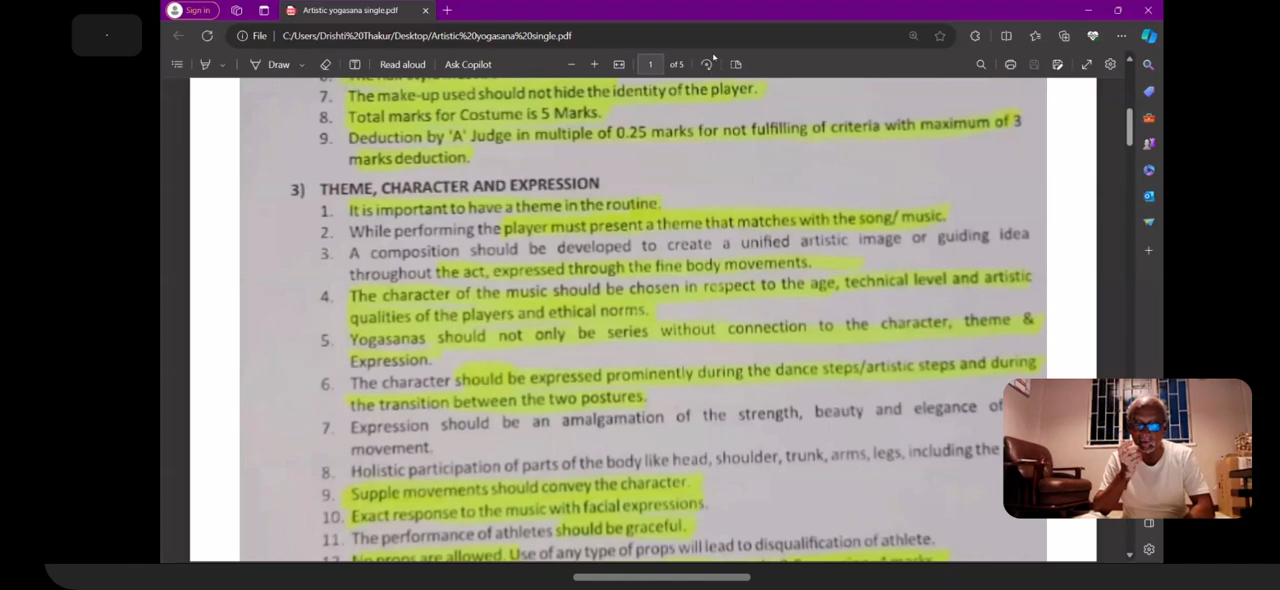 Sign in
Artistic yogasana single.pdf
File
C:/Users/Drishti%20Thakur/Desktop/Artistic%20yogasana%20single.pdf
Draw
Read aloud
Ask Copilot
1
of 5
7. The make-up used should not hide the identity of the player.
8. Total marks for Costume is 5 Marks.
9. Deduction by 'A' Judge in multiple of 0.25 marks for not fulfilling of criteria with maximum of 3
marks deduction.
3) THEME, CHARACTER AND EXPRESSION
1. It is important to have a theme in the routine.
2. While performing the player must present a theme that matches with the song/ music.
3. A composition should be developed to create a unified artistic image or guiding idea
throughout the act, expressed through the fine body movements.
4. The character of the music should be chosen in respect to the age, technical level and artistic
qualities of the players and ethical norms.
5. Yogasanas should not only be series without connection to the character, theme &
Expression.
6. The character should be expressed prominently during the dance steps/artistic steps and during
the transition between the two postures.
7. Expression should be an amalgamation of the strength, beauty and elegance of
movement.
8. Holistic participation of parts of the body like head, shoulder, trunk, arms, legs, including the
9. Supple movements should convey the character.
10. Exact response to the music with facial expressions.
11. The performance of athletes should be graceful.
12. No props are allowed. Use of any type of props will lead to disqualification of athlete.